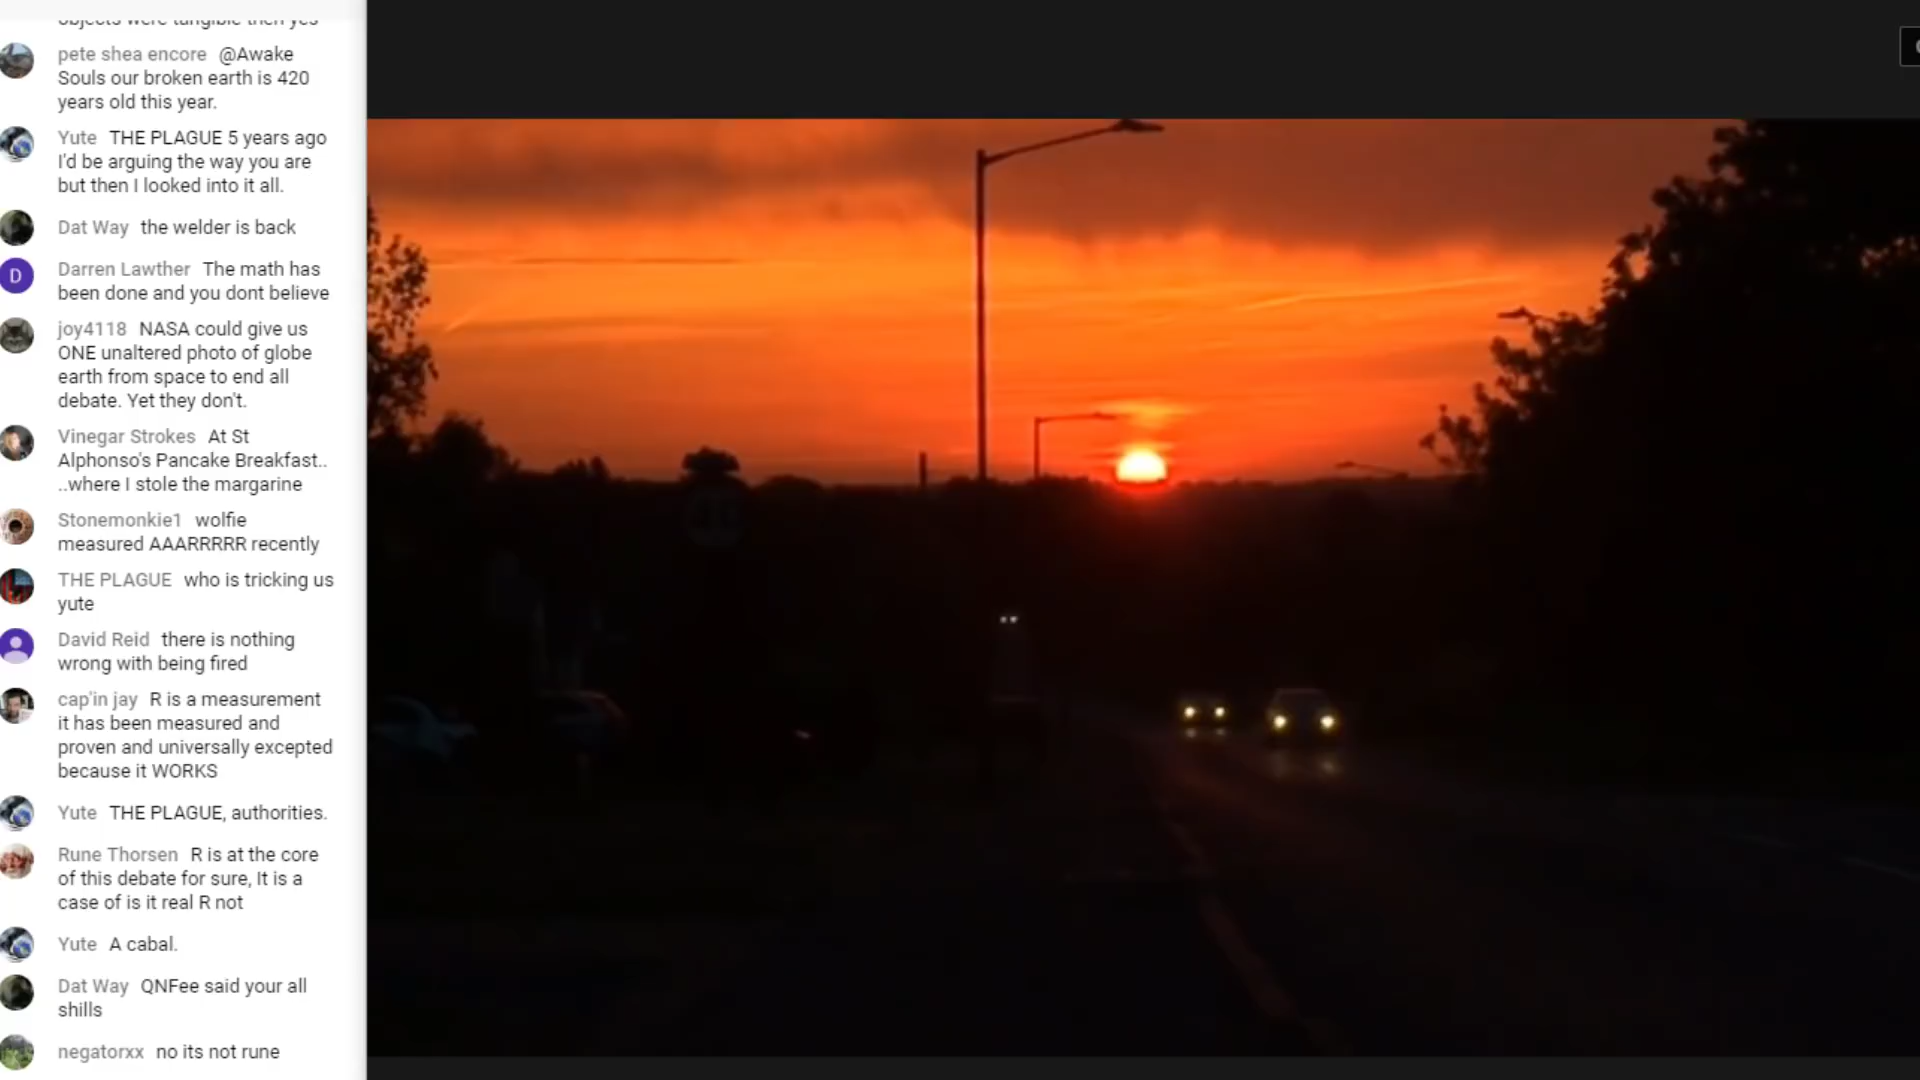 objects were tangible then yes
pete shea encore @Awake
Souls our broken earth is 420
years old this year.
Yute THE PLAGUE 5 years ago
I'd be arguing the way you are
but then I looked into it all.
Dat Way the welder is back
D
Darren Lawther The math has
been done and you dont believe
joy4118 NASA could give us
ONE unaltered photo of globe
earth from space to end all
debate. Yet they don't.
Vinegar Strokes At St
Alphonso's Pancake Breakfast..
..where I stole the margarine
Stonemonkie1 wolfie
measured AAARRRRR recently
THE PLAGUE who is tricking us
yute
David Reid there is nothing
wrong with being fired
cap'in jay R is a measurement
it has been measured and
proven and universally excepted
because it WORKS
Yute THE PLAGUE, authorities.
Rune Thorsen R is at the core
of this debate for sure, It is a
case of is it real R not
Yute A cabal.
Dat Way QNFee said your all
shills
negatorxx no its not rune